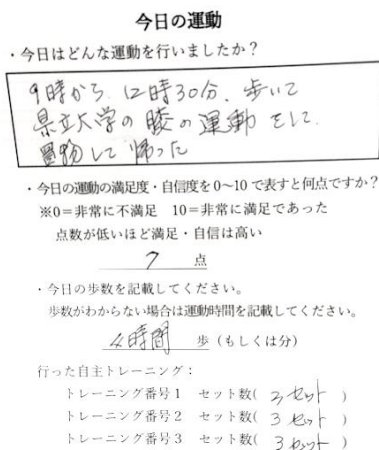 今日の運動
・今日はどんな運動を行いましたか？
9時から 12時30分、歩いて
県立大学の膝の運動をして
買物して帰った
・今日の運動の満足度・自信度を0~10で表すと何点ですか？
※0=非常に不満足 10=非常に満足であった
点数が低いほど満足・自信は高い
7 点
・今日の歩数を記載してください。
歩数がわからない場合は運動時間を記載してください。
4時間 歩（もしくは分）
行った自主トレーニング：
トレーニング番号1 セット数( 3セット )
トレーニング番号2 セット数( 3セット )
トレーニング番号3 セット数( 3セット )